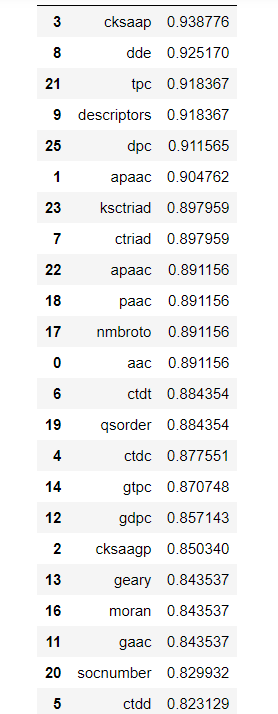 3 cksaap 0.938776
8 dde 0.925170
21 tpc 0.918367
9 descriptors 0.918367
25 dpc 0.911565
1 apaac 0.904762
23 ksctriad 0.897959
7 ctriad 0.897959
22 apaac 0.891156
18 paac 0.891156
17 nmbroto 0.891156
0 aac 0.891156
6 ctdt 0.884354
19 qsorder 0.884354
4 ctdc 0.877551
14 gtpc 0.870748
12 gdpc 0.857143
2 cksaagp 0.850340
13 geary 0.843537
16 moran 0.843537
11 gaac 0.843537
20 socnumber 0.829932
5 ctdd 0.823129